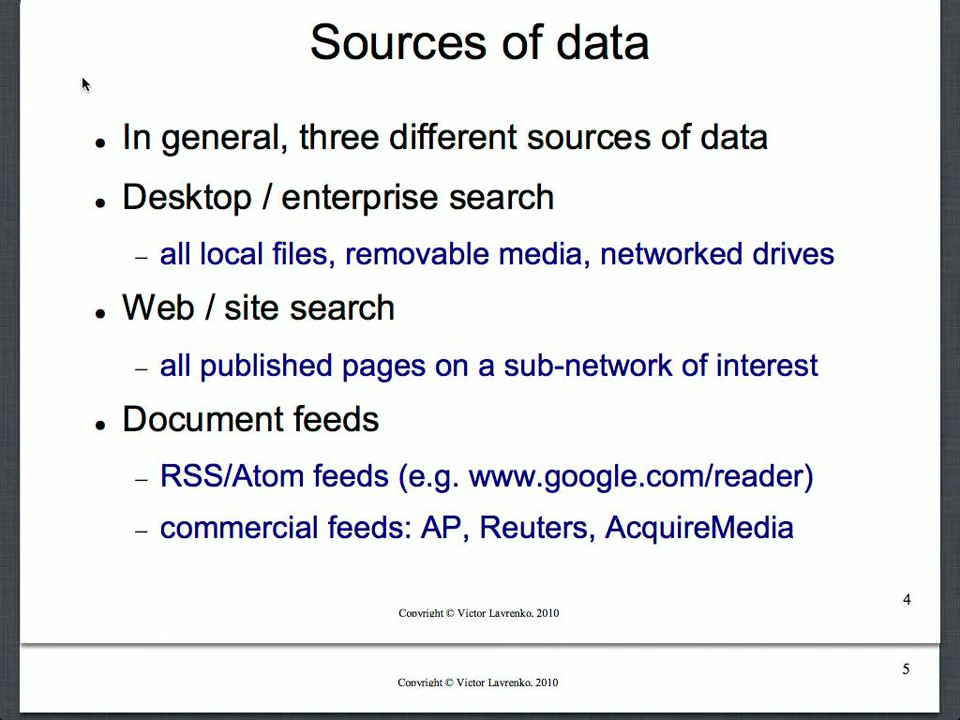 Sources of data
• In general, three different sources of data
• Desktop / enterprise search
– all local files, removable media, networked drives
• Web / site search
– all published pages on a sub-network of interest
• Document feeds
– RSS/Atom feeds (e.g. www.google.com/reader)
– commercial feeds: AP, Reuters, AcquireMedia
4
Copyright © Victor Lavrenko, 2010
5
Copyright © Victor Lavrenko, 2010